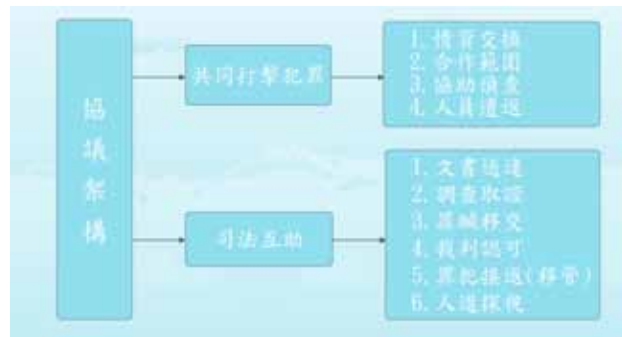 協議架構
共同打擊犯罪
1. 情資交換
2. 合作範圍
3. 協助偵查
4. 人員遣返
司法互助
1. 文書送達
2. 調查取證
3. 罪贓移交
4. 裁判認可
5. 罪犯接返(移管)
6. 人道探視